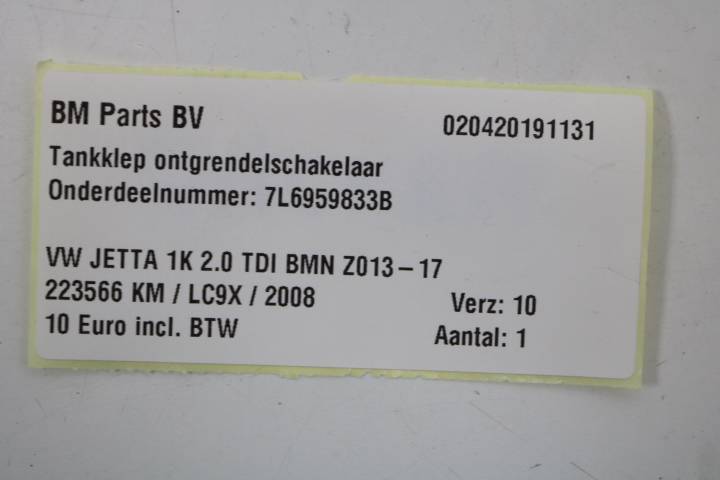 BM Parts BV 020420191131
Tankklep ontgrendelschakelaar
Onderdeelnummer: 7L6959833B
VW JETTA 1K 2.0 TDI BMN Z013-17
223566 KM / LC9X / 2008 Verz: 10
10 Euro incl. BTW Aantal: 1